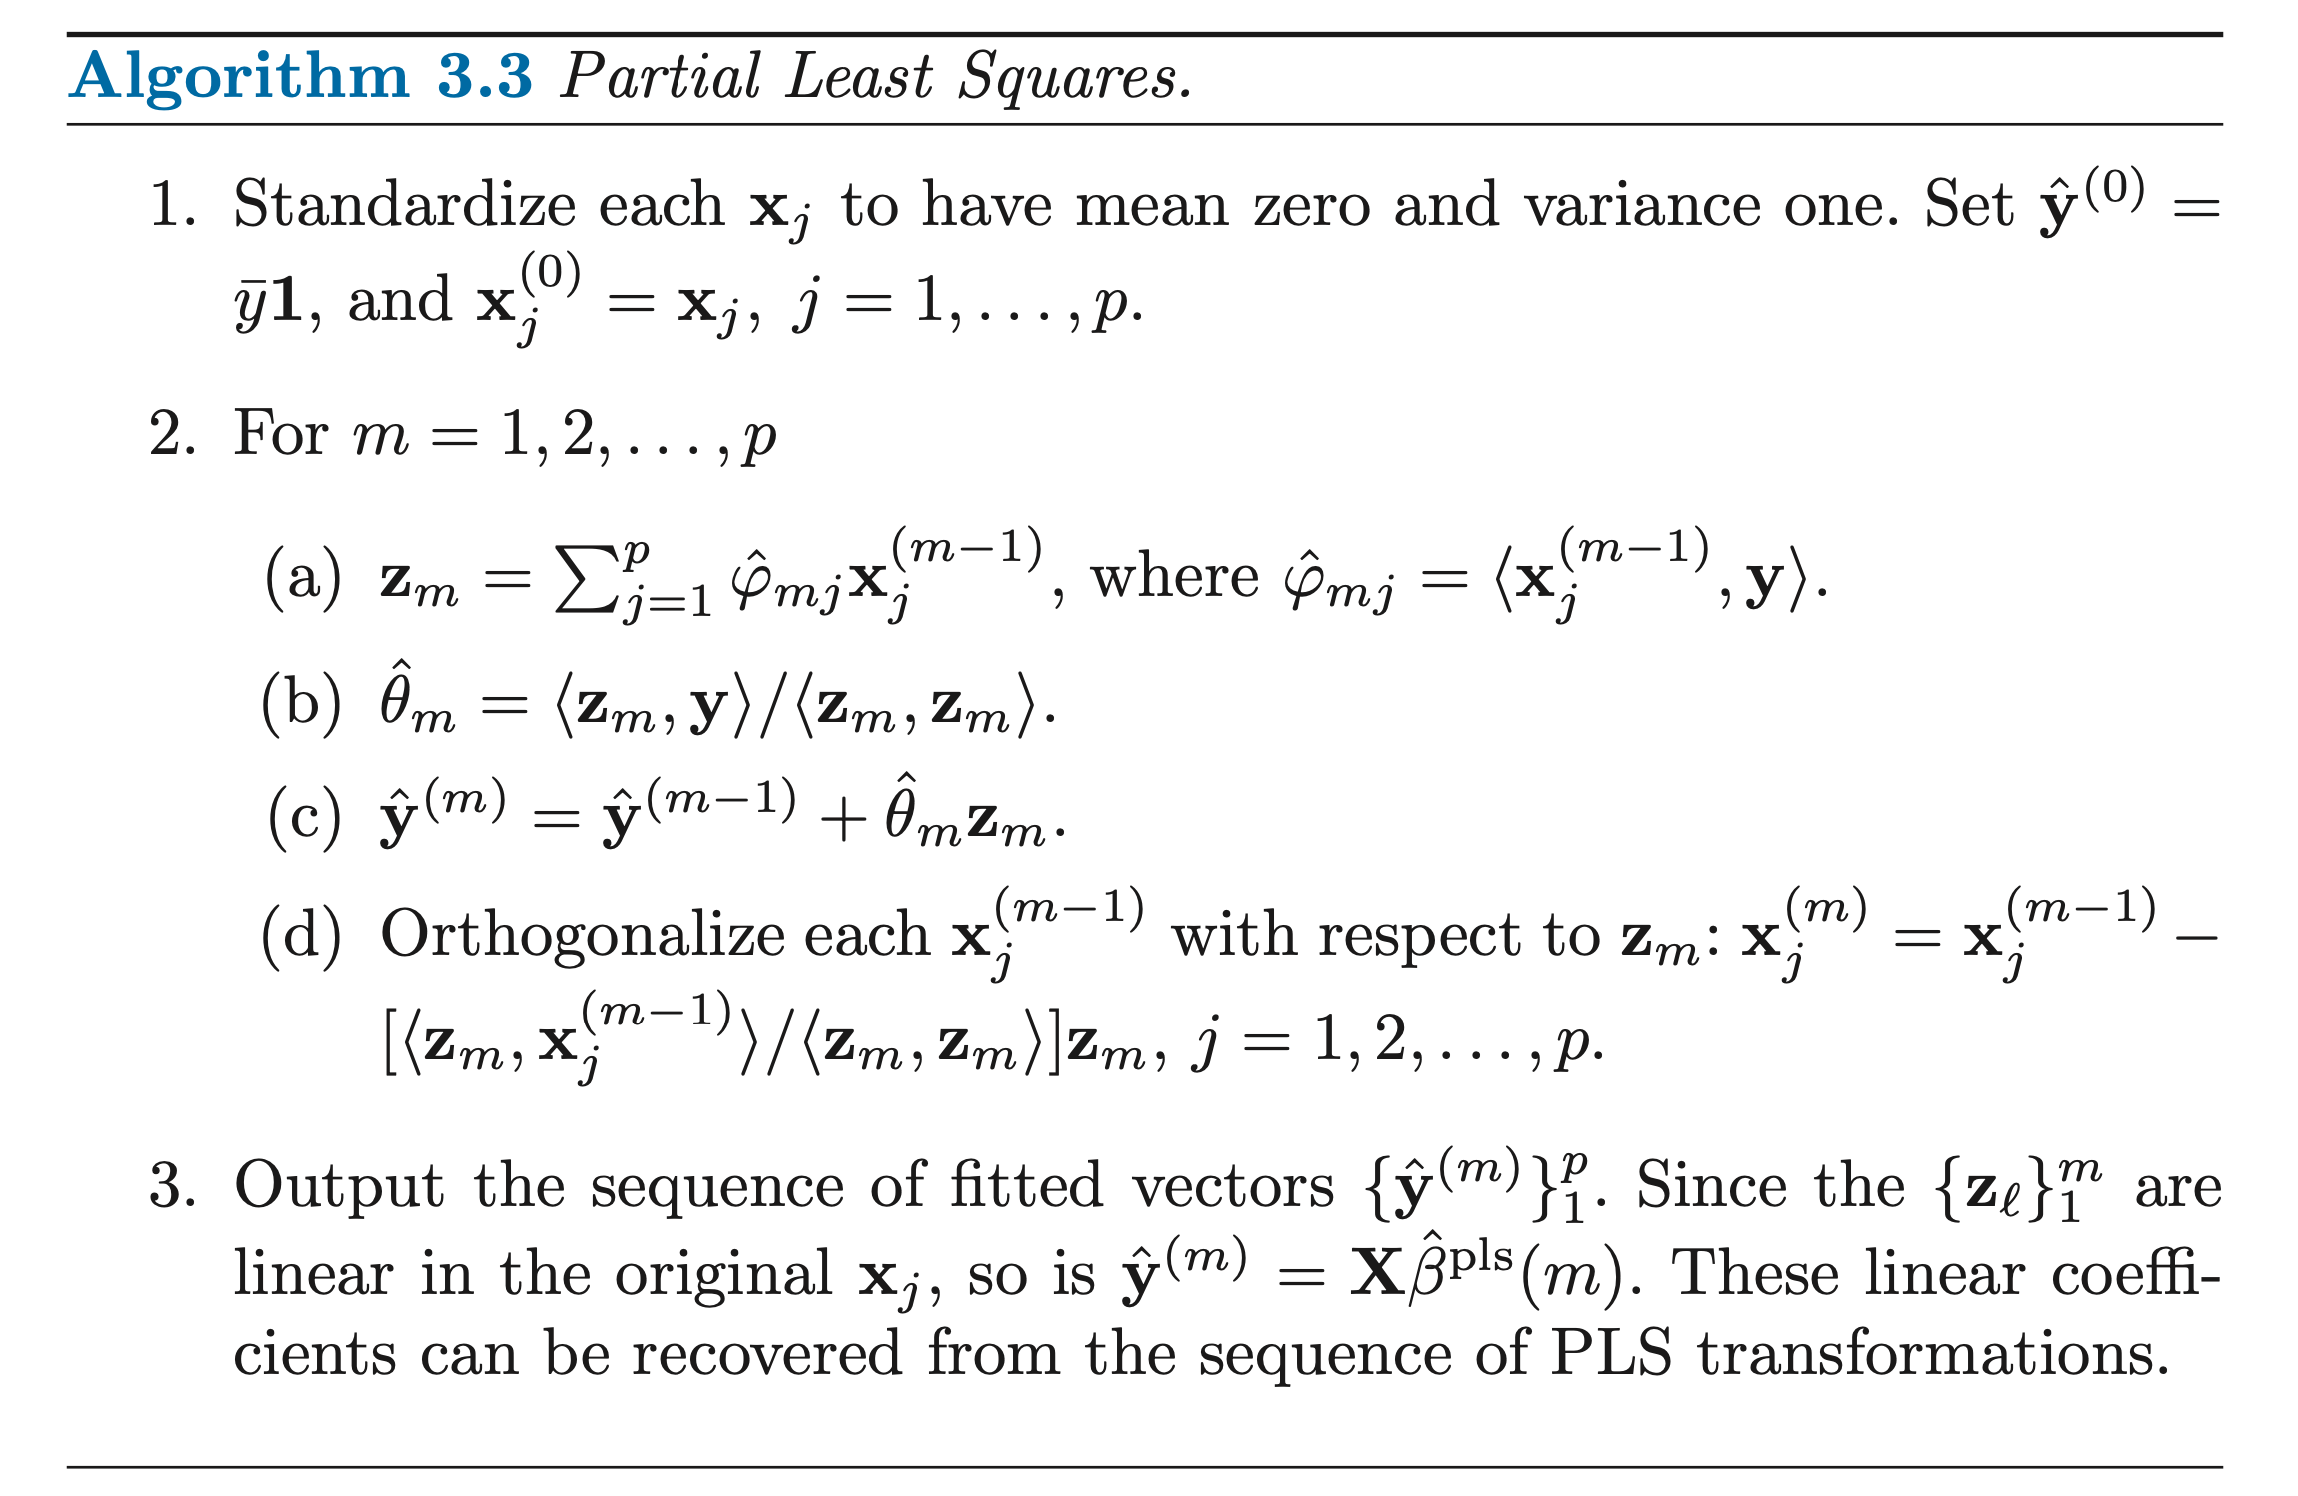 Algorithm 3.3 Partial Least Squares.
1. Standardize each $\mathbf{x}_j$ to have mean zero and variance one. Set $\hat{\mathbf{y}}^{(0)} =$
$\bar{y}\mathbf{1}$, and $\mathbf{x}_j^{(0)} = \mathbf{x}_j,\ j = 1, \ldots, p.$
2. For $m = 1, 2, \ldots, p$
(a) $\mathbf{z}_m = \sum_{j=1}^{p} \hat{\varphi}_{mj} \mathbf{x}_j^{(m-1)}$, where $\hat{\varphi}_{mj} = \langle \mathbf{x}_j^{(m-1)}, \mathbf{y} \rangle.$
(b) $\hat{\theta}_m = \langle \mathbf{z}_m, \mathbf{y} \rangle / \langle \mathbf{z}_m, \mathbf{z}_m \rangle.$
(c) $\hat{\mathbf{y}}^{(m)} = \hat{\mathbf{y}}^{(m-1)} + \hat{\theta}_m \mathbf{z}_m.$
(d) Orthogonalize each $\mathbf{x}_j^{(m-1)}$ with respect to $\mathbf{z}_m$: $\mathbf{x}_j^{(m)} = \mathbf{x}_j^{(m-1)} -$
$[\langle \mathbf{z}_m, \mathbf{x}_j^{(m-1)} \rangle / \langle \mathbf{z}_m, \mathbf{z}_m \rangle] \mathbf{z}_m,\ j = 1, 2, \ldots, p.$
3. Output the sequence of fitted vectors $\{\hat{\mathbf{y}}^{(m)}\}_1^p$. Since the $\{\mathbf{z}_\ell\}_1^m$ are
linear in the original $\mathbf{x}_j$, so is $\hat{\mathbf{y}}^{(m)} = \mathbf{X}\hat{\beta}^{\mathrm{pls}}(m)$. These linear coeffi-
cients can be recovered from the sequence of PLS transformations.